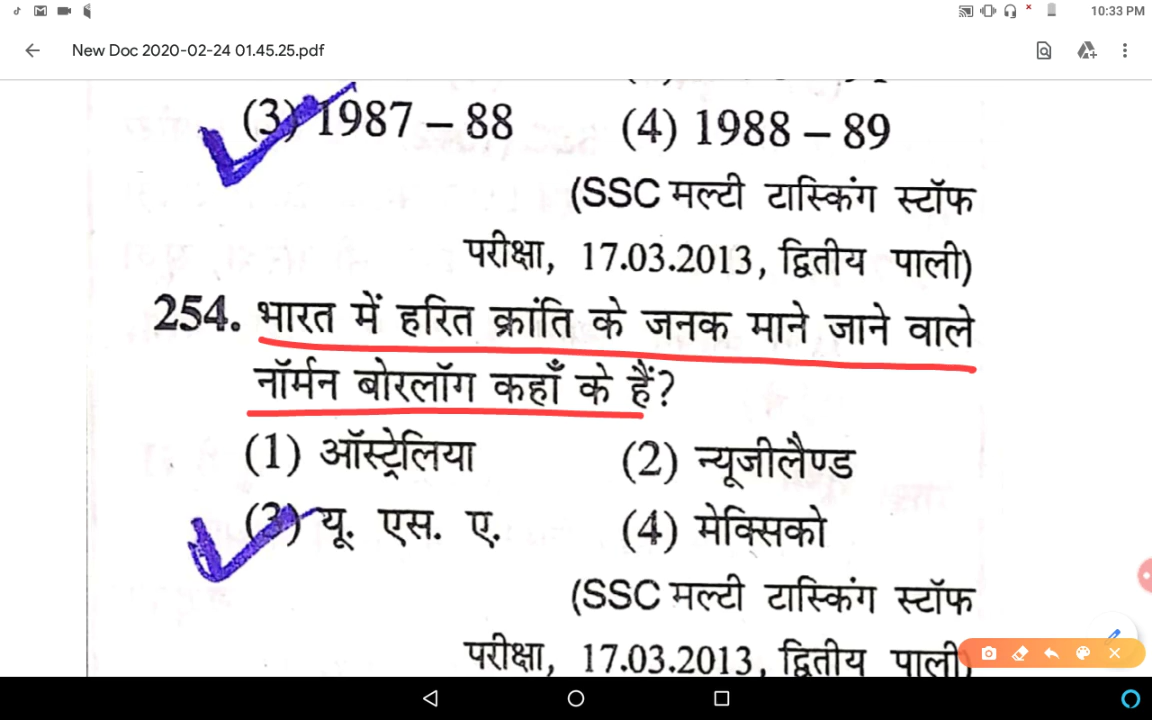 10:33 PM
New Doc 2020-02-24 01.45.25.pdf
(3) 1987 – 88 (4) 1988 – 89
(SSC मल्टी टास्किंग स्टॉफ
परीक्षा, 17.03.2013, द्वितीय पाली)
254. भारत में हरित क्रांति के जनक माने जाने वाले
नॉर्मन बोरलॉग कहाँ के हैं?
(1) ऑस्ट्रेलिया (2) न्यूजीलैण्ड
(3) यू. एस. ए. (4) मेक्सिको
(SSC मल्टी टास्किंग स्टॉफ
परीक्षा, 17.03.2013, द्वितीय पाली)